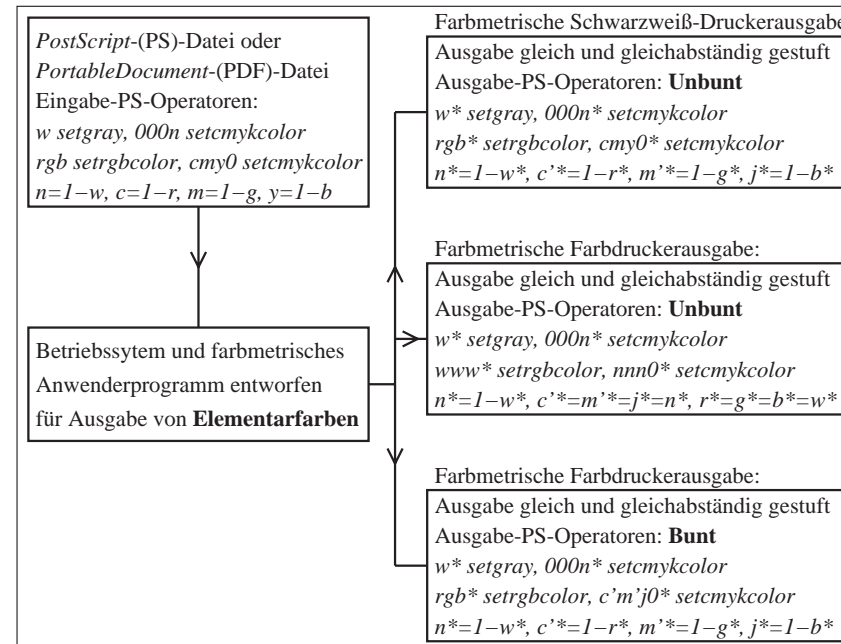 PostScript-(PS)-Datei oder
PortableDocument-(PDF)-Datei
Eingabe-PS-Operatoren:
w setgray, 000n setcmykcolor
rgb setrgbcolor, cmy0 setcmykcolor
n=1−w, c=1−r, m=1−g, y=1−b
Betriebssytem und farbmetrisches
Anwenderprogramm entworfen
für Ausgabe von Elementarfarben
Farbmetrische Schwarzweiß-Druckerausgabe
Ausgabe gleich und gleichabständig gestuft
Ausgabe-PS-Operatoren: Unbunt
w* setgray, 000n* setcmykcolor
rgb* setrgbcolor, cmy0* setcmykcolor
n*=1−w*, c’*=1−r*, m’*=1−g*, j*=1−b*
Farbmetrische Farbdruckerausgabe:
Ausgabe gleich und gleichabständig gestuft
Ausgabe-PS-Operatoren: Unbunt
w* setgray, 000n* setcmykcolor
www* setrgbcolor, nnn0* setcmykcolor
n*=1−w*, c’*=m’*=j*=n*, r*=g*=b*=w*
Farbmetrische Farbdruckerausgabe:
Ausgabe gleich und gleichabständig gestuft
Ausgabe-PS-Operatoren: Bunt
w* setgray, 000n* setcmykcolor
rgb* setrgbcolor, c’m’j0* setcmykcolor
n*=1−w*, c’*=1−r*, m’*=1−g*, j*=1−b*